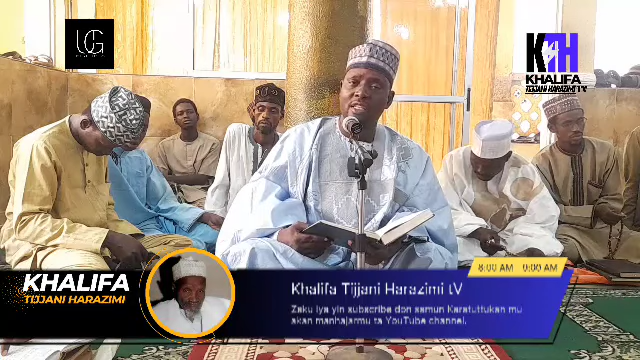 UG
KHALIFA
TIJJANI HARAZIMI TV
8:00 AM 9:00 AM
KHALIFA
TIJJANI HARAZIMI
Khalifa Tijjani Harazimi tV
Zaku iya yin subscribe don samun Karatuttukan mu
akan manhajarmu ta YouTube channel.